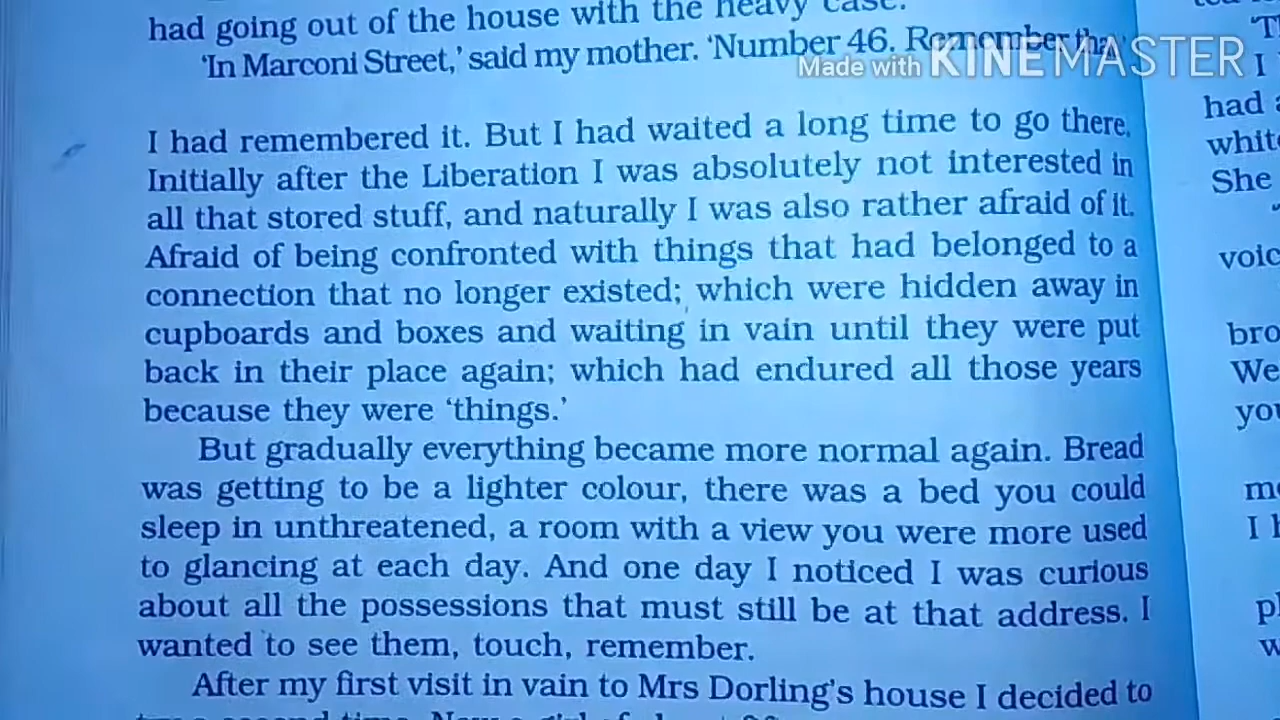 had going out of the house with the heavy case.
'In Marconi Street,' said my mother. 'Number 46. Remember
Made with KINEMASTER
I had remembered it. But I had waited a long time to go there.
Initially after the Liberation I was absolutely not interested in
all that stored stuff, and naturally I was also rather afraid of it.
Afraid of being confronted with things that had belonged to a
connection that no longer existed; which were hidden away in
cupboards and boxes and waiting in vain until they were put
back in their place again; which had endured all those years
because they were 'things.'
But gradually everything became more normal again. Bread
was getting to be a lighter colour, there was a bed you could
sleep in unthreatened, a room with a view you were more used
to glancing at each day. And one day I noticed I was curious
about all the possessions that must still be at that address. I
wanted to see them, touch, remember.
After my first visit in vain to Mrs Dorling's house I decided to
I
had
She